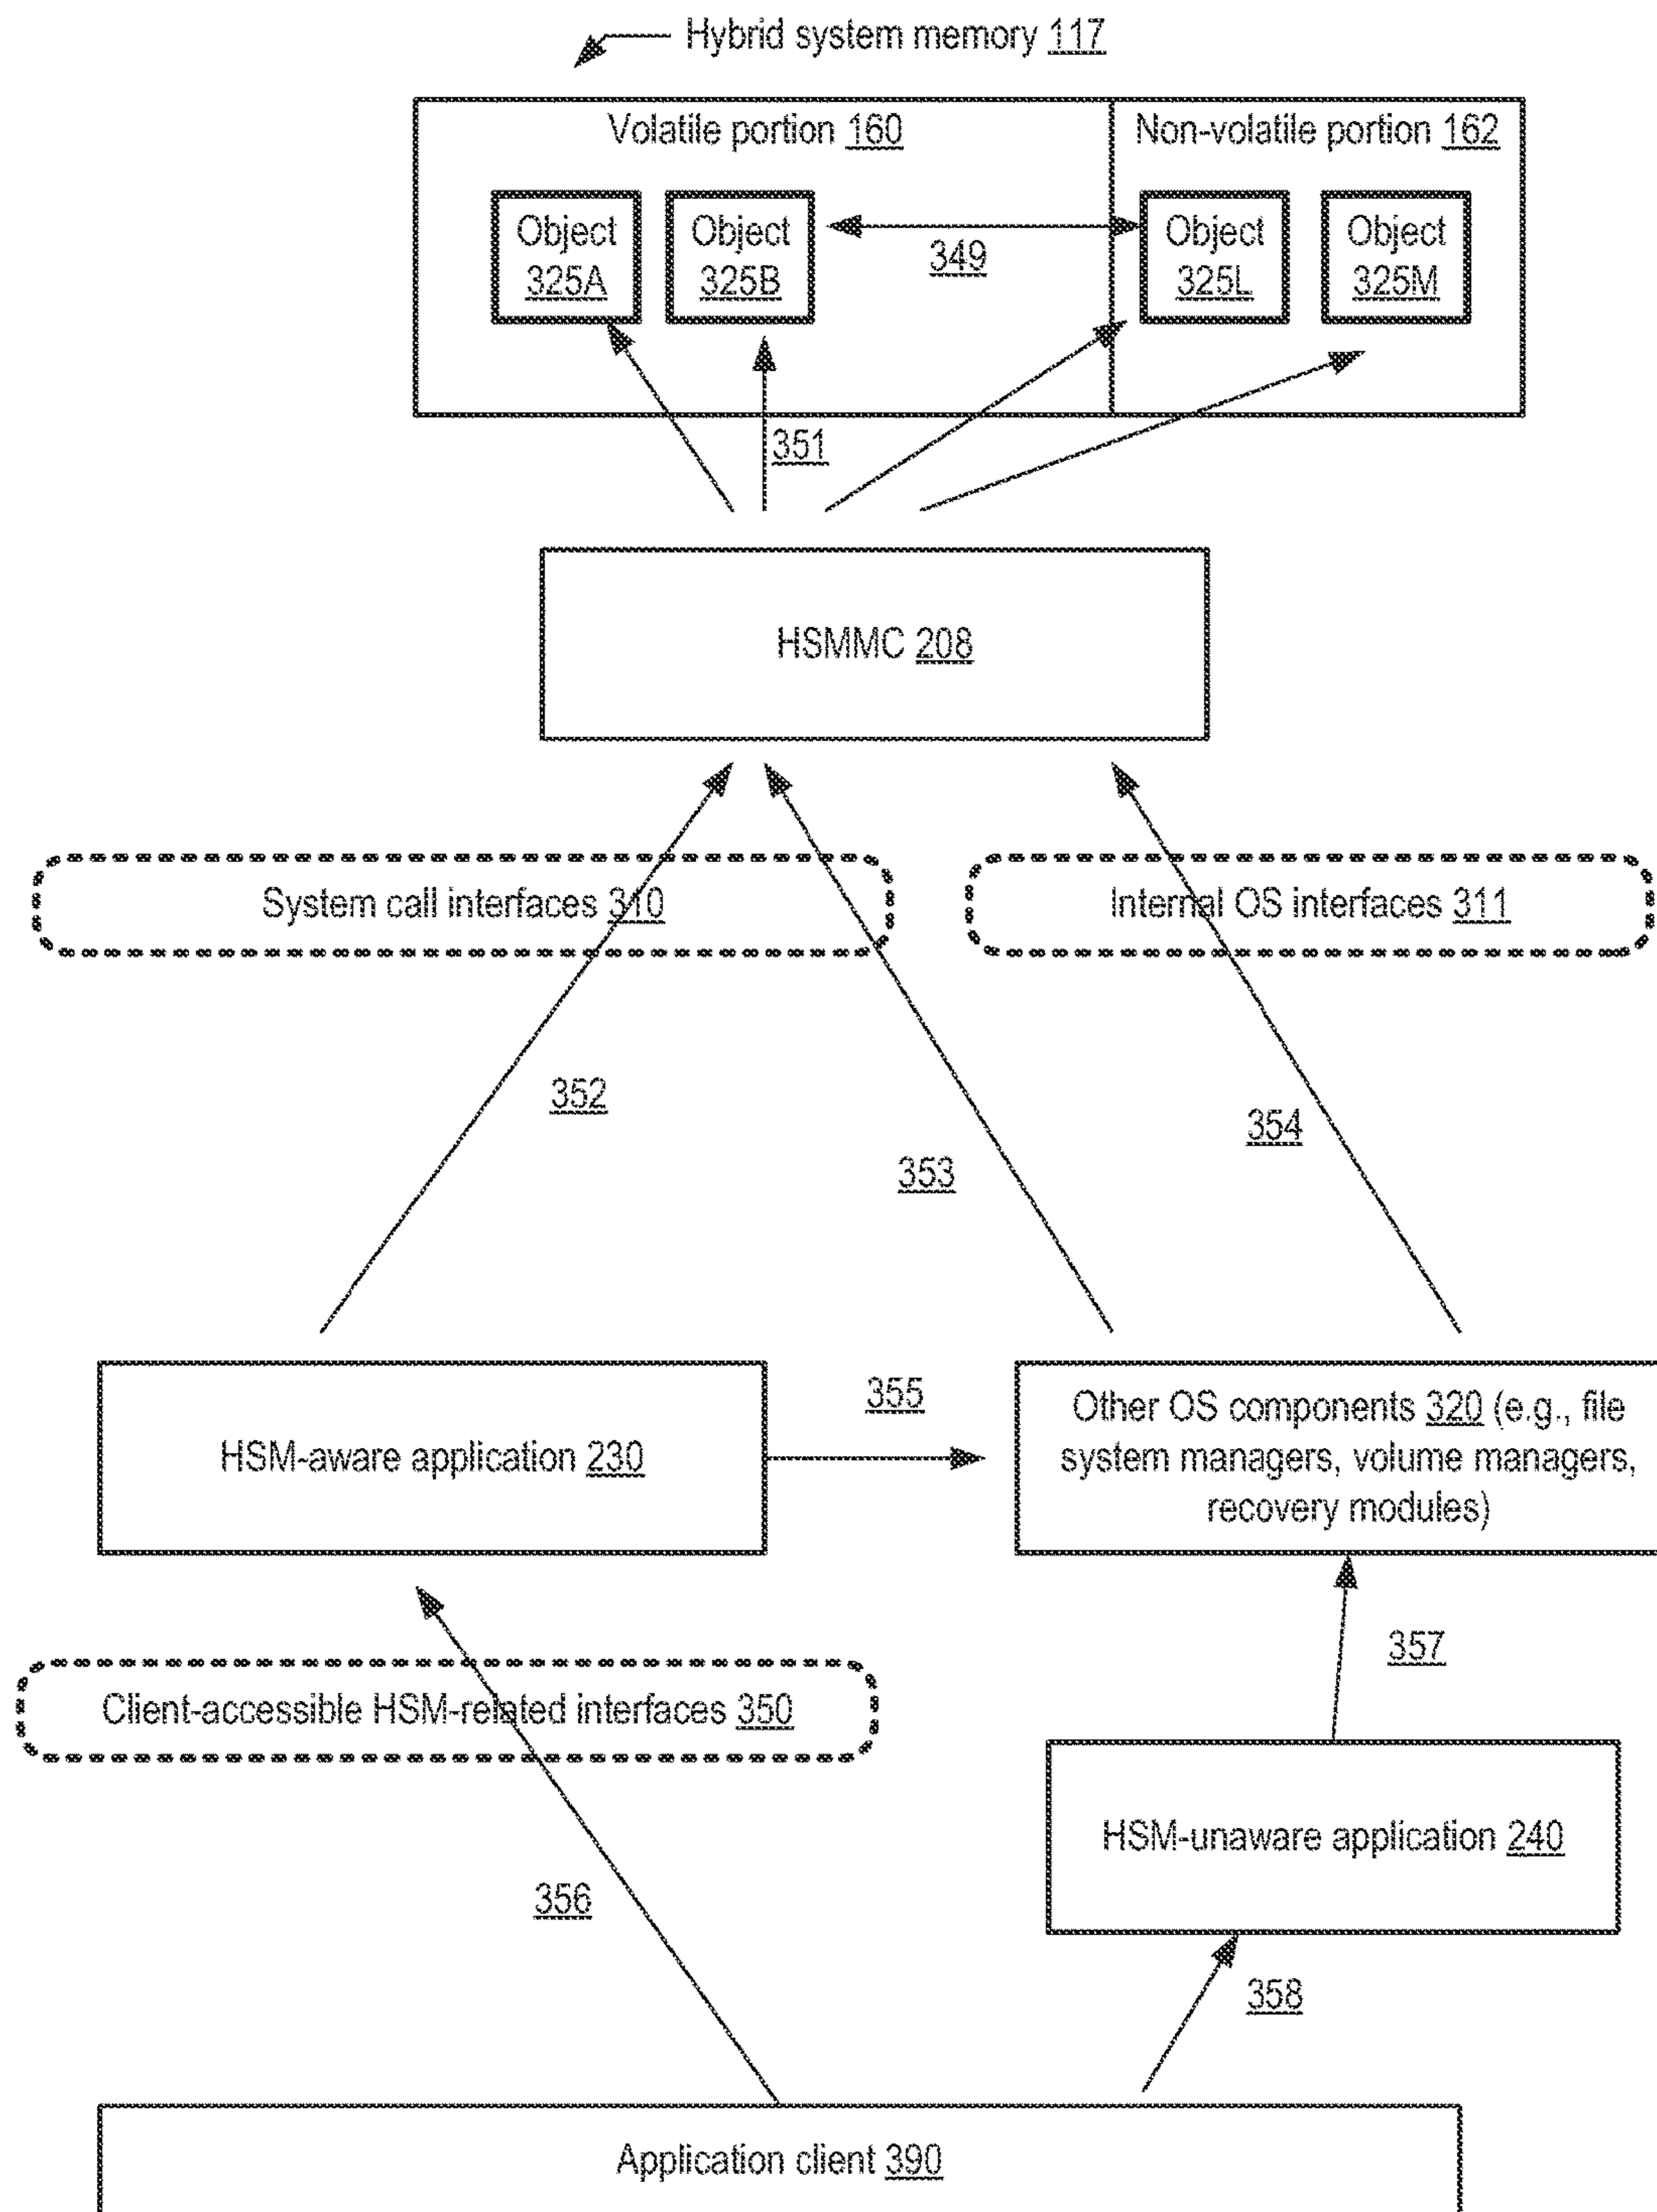 Hybrid system memory 117
Volatile portion 160
Non-volatile portion 162
Object
325A
Object
325B
349
Object
325L
Object
325M
351
HSMMC 208
System call interfaces 310
Internal OS interfaces 311
352
353
354
HSM-aware application 230
355
Other OS components 320 (e.g., file
system managers, volume managers,
recovery modules)
357
Client-accessible HSM-related interfaces 350
HSM-unaware application 240
356
358
Application client 390